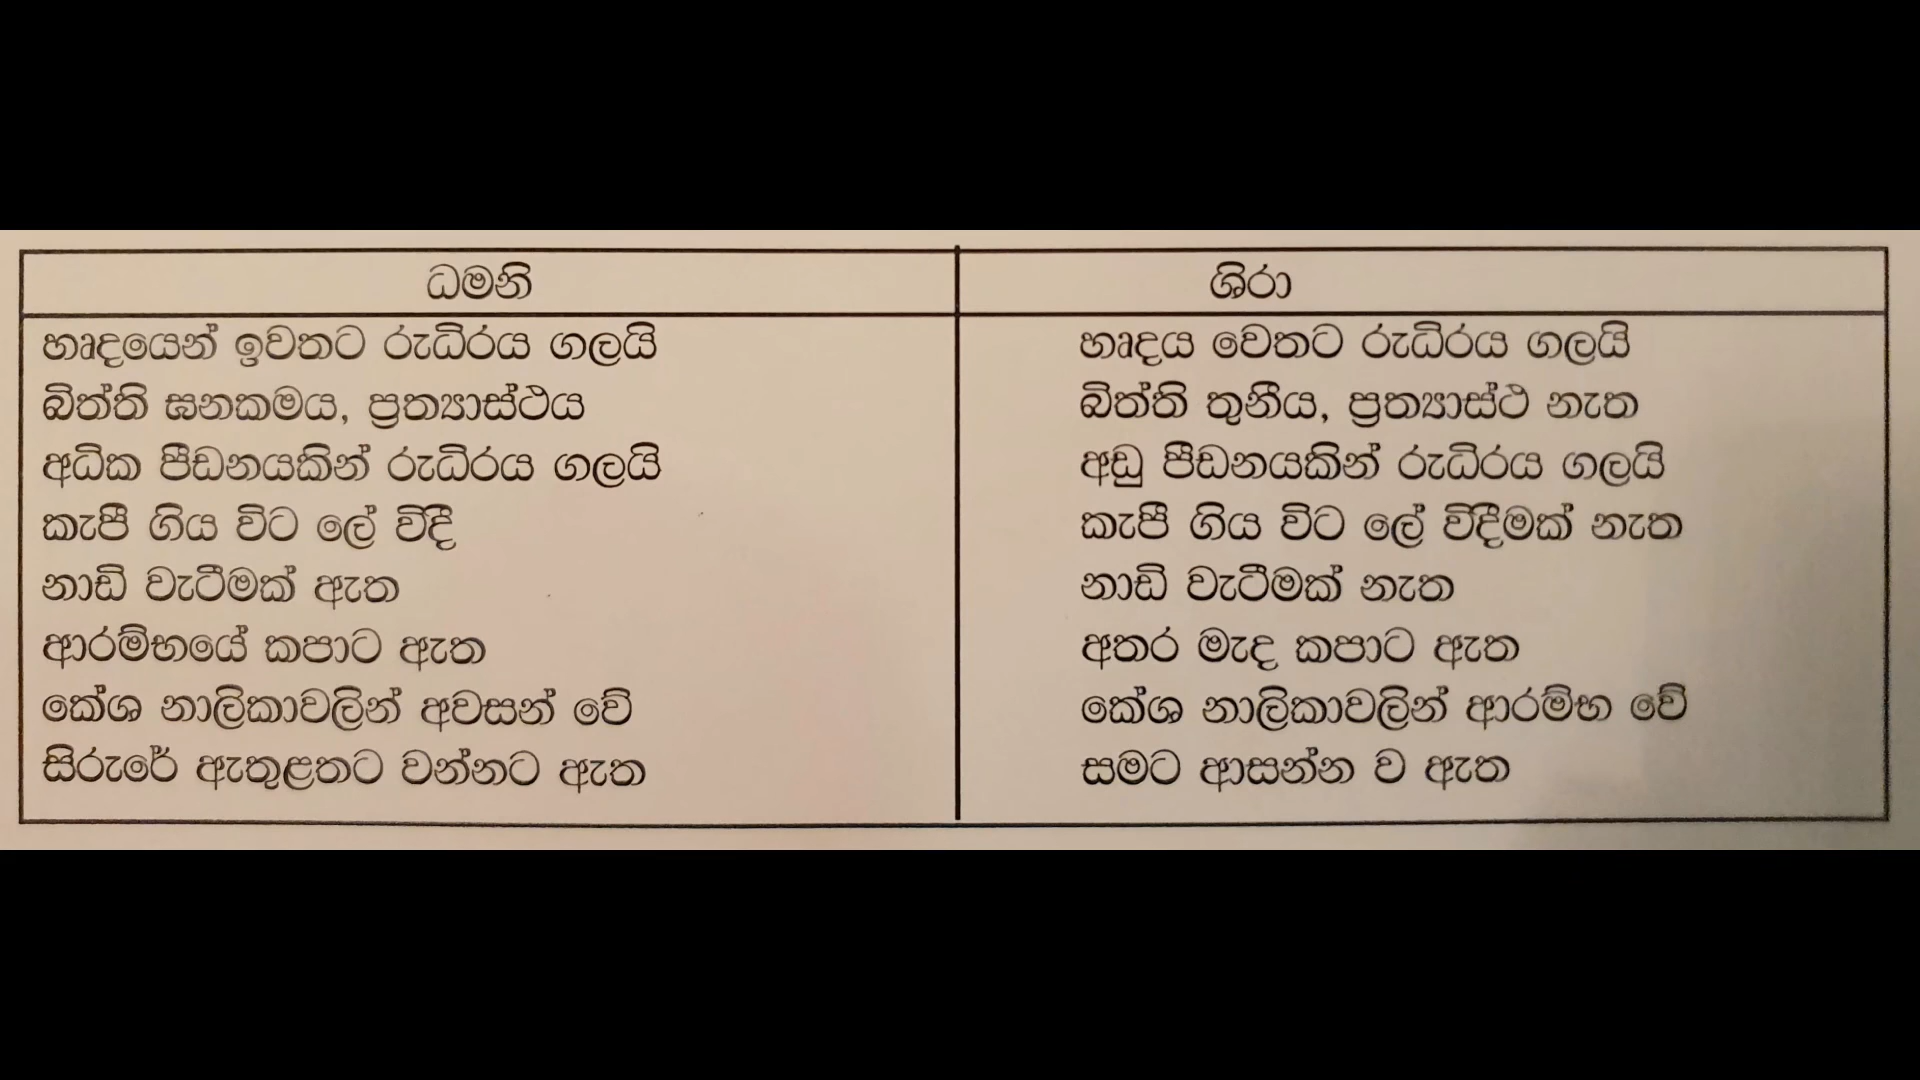 ධමනි
ශිරා
හෘදයෙන් ඉවතට රුධිරය ගලයි
බිත්ති ඝනකමය, ප්‍රත්‍යාස්ථය
අධික පීඩනයකින් රුධිරය ගලයි
කැපී ගිය විට ලේ විදී
නාඩි වැටීමක් ඇත
ආරම්භයේ කපාට ඇත
කේශ නාලිකාවලින් අවසන් වේ
සිරුරේ ඇතුළතට වන්නට ඇත
හෘදය වෙතට රුධිරය ගලයි
බිත්ති තුනීය, ප්‍රත්‍යාස්ථ නැත
අඩු පීඩනයකින් රුධිරය ගලයි
කැපී ගිය විට ලේ විදීමක් නැත
නාඩි වැටීමක් නැත
අතර මැද කපාට ඇත
කේශ නාලිකාවලින් ආරම්භ වේ
සමට ආසන්න ව ඇත